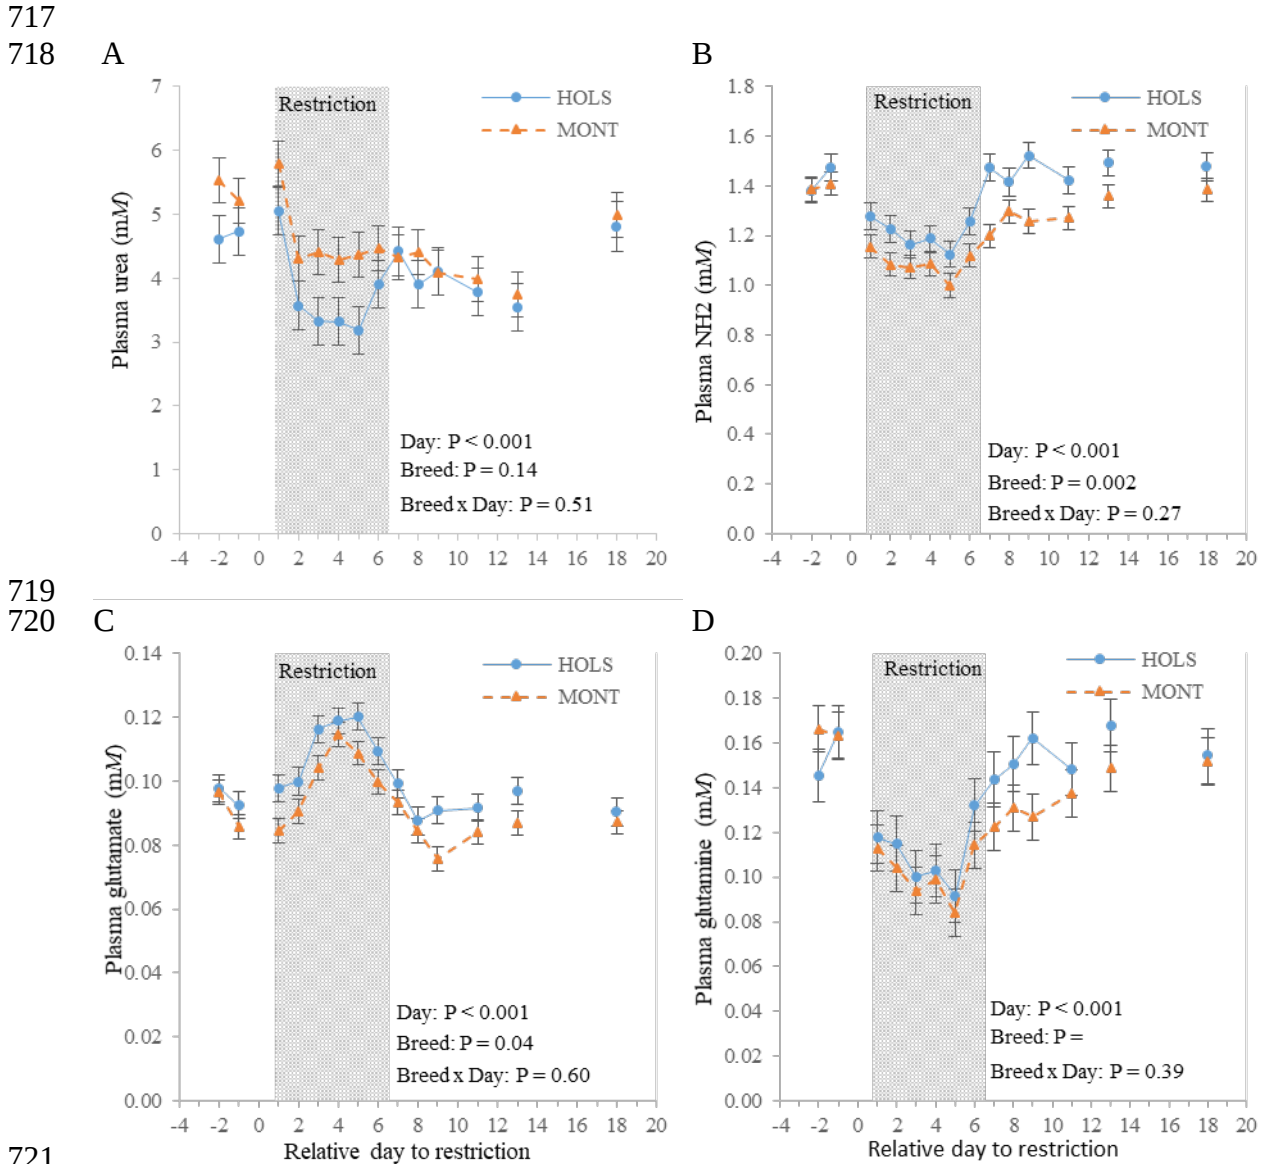 717
718
A
B
7
6
5
4
3
2
1
0
Plasma urea (mM)
Restriction
HOLS
MONT
Day: P < 0.001
Breed: P = 0.14
Breed x Day: P = 0.51
-4 -2 0 2 4 6 8 10 12 14 16 18 20
1.8
1.6
1.4
1.2
1.0
0.8
0.6
0.4
0.2
0.0
Plasma NH2 (mM)
Restriction
HOLS
MONT
Day: P < 0.001
Breed: P = 0.002
Breed x Day: P = 0.27
-4 -2 0 2 4 6 8 10 12 14 16 18 20
719
720
C
D
0.14
0.12
0.10
0.08
0.06
0.04
0.02
0.00
Plasma glutamate (mM)
Restriction
HOLS
MONT
Day: P < 0.001
Breed: P = 0.04
Breed x Day: P = 0.60
-4 -2 0 2 4 6 8 10 12 14 16 18 20
Relative day to restriction
0.20
0.18
0.16
0.14
0.12
0.10
0.08
0.06
0.04
0.02
0.00
Plasma glutamine (mM)
Restriction
HOLS
MONT
Day: P < 0.001
Breed: P =
Breed x Day: P = 0.39
-4 -2 0 2 4 6 8 10 12 14 16 18 20
Relative day to restriction
721